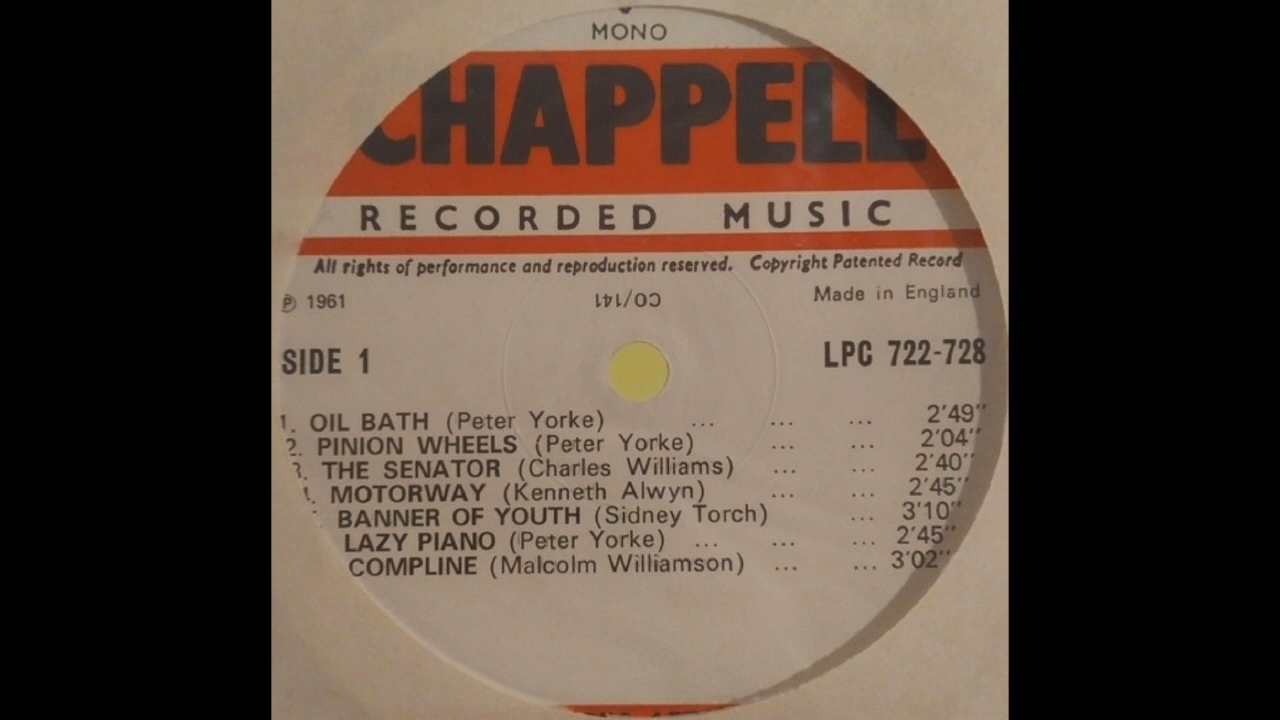 MONO
CHAPPELL
RECORDED MUSIC
All rights of performance and reproduction reserved. Copyright Patented Record
℗ 1961 CO/141 Made in England
SIDE 1 LPC 722-728
1. OIL BATH (Peter Yorke) ... ... ... 2'49"
2. PINION WHEELS (Peter Yorke) ... ... 2'04"
3. THE SENATOR (Charles Williams) ... ... 2'40"
. MOTORWAY (Kenneth Alwyn) ... ... 2'45"
BANNER OF YOUTH (Sidney Torch) ... 3'10"
LAZY PIANO (Peter Yorke) ... ... ... 2'45"
COMPLINE (Malcolm Williamson) ... ... 3'02"